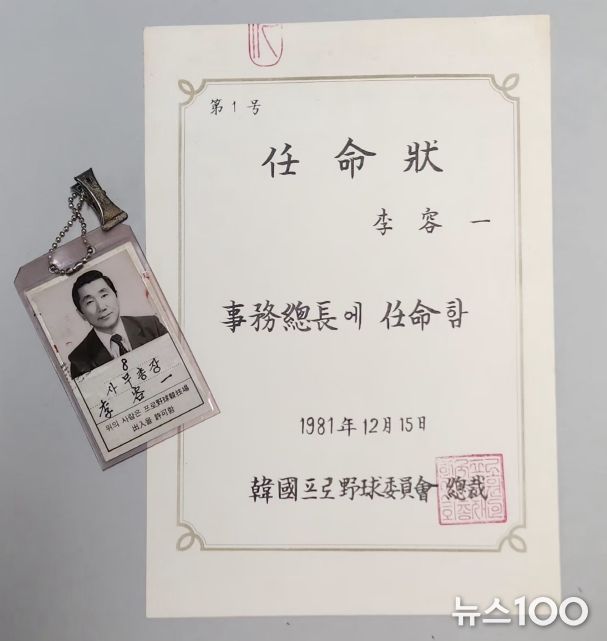 第 1 号
任命狀
李容一
事務總長에 任命함
1981年 12月 15日
韓國프로野球委員會 總裁
8
사무총장
李容一
위의 사람은 프로野球競技場
出入을 許可함
뉴스100